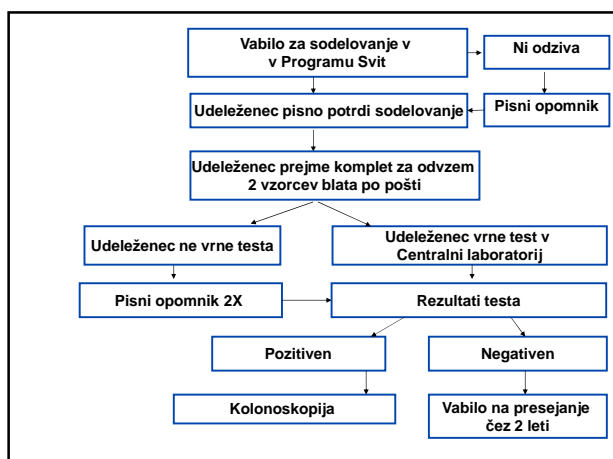 Vabilo za sodelovanje v
v Programu Svit
Ni odziva
Udeleženec pisno potrdi sodelovanje
Pisni opomnik
Udeleženec prejme komplet za odvzem
2 vzorcev blata po pošti
Udeleženec ne vrne testa
Udeleženec vrne test v
Centralni laboratorij
Pisni opomnik 2X
Rezultati testa
Pozitiven
Negativen
Kolonoskopija
Vabilo na presejanje
čez 2 leti